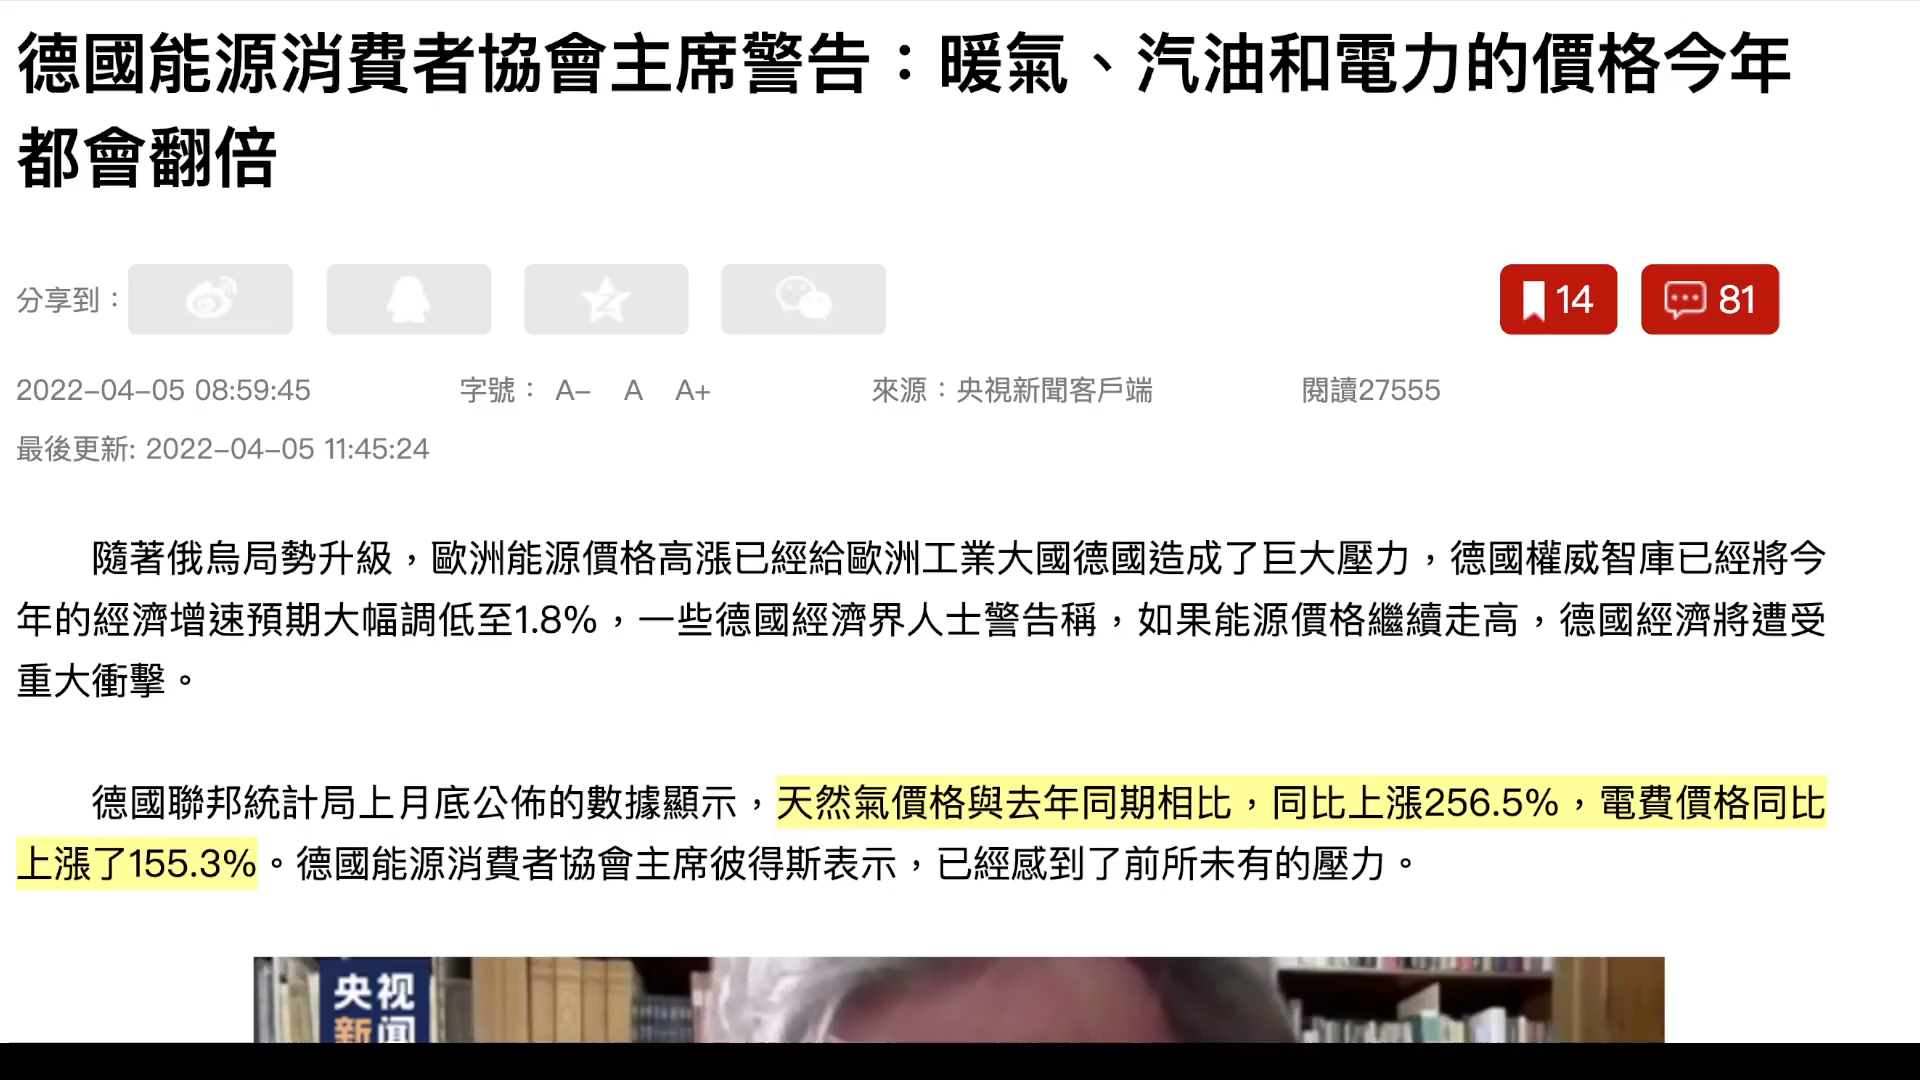 德國能源消費者協會主席警告：暖氣、汽油和電力的價格今年
都會翻倍
分享到：
14
81
2022-04-05 08:59:45 字號： A- A A+ 來源：央視新聞客戶端 閱讀27555
最後更新: 2022-04-05 11:45:24
隨著俄烏局勢升級，歐洲能源價格高漲已經給歐洲工業大國德國造成了巨大壓力，德國權威智庫已經將今
年的經濟增速預期大幅調低至1.8%，一些德國經濟界人士警告稱，如果能源價格繼續走高，德國經濟將遭受
重大衝擊。
德國聯邦統計局上月底公佈的數據顯示，天然氣價格與去年同期相比，同比上漲256.5%，電費價格同比
上漲了155.3%。德國能源消費者協會主席彼得斯表示，已經感到了前所未有的壓力。
央视
新闻